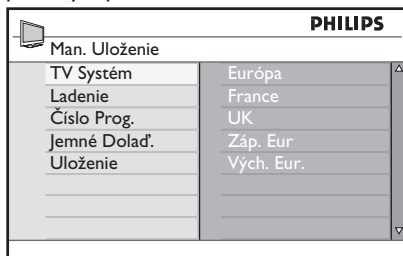 PHILIPS
Man. Uloženie
TV Systém
Ladenie
Číslo Prog.
Jemné Dolaď.
Uloženie
Európa
France
UK
Záp. Eur
Vých. Eur.